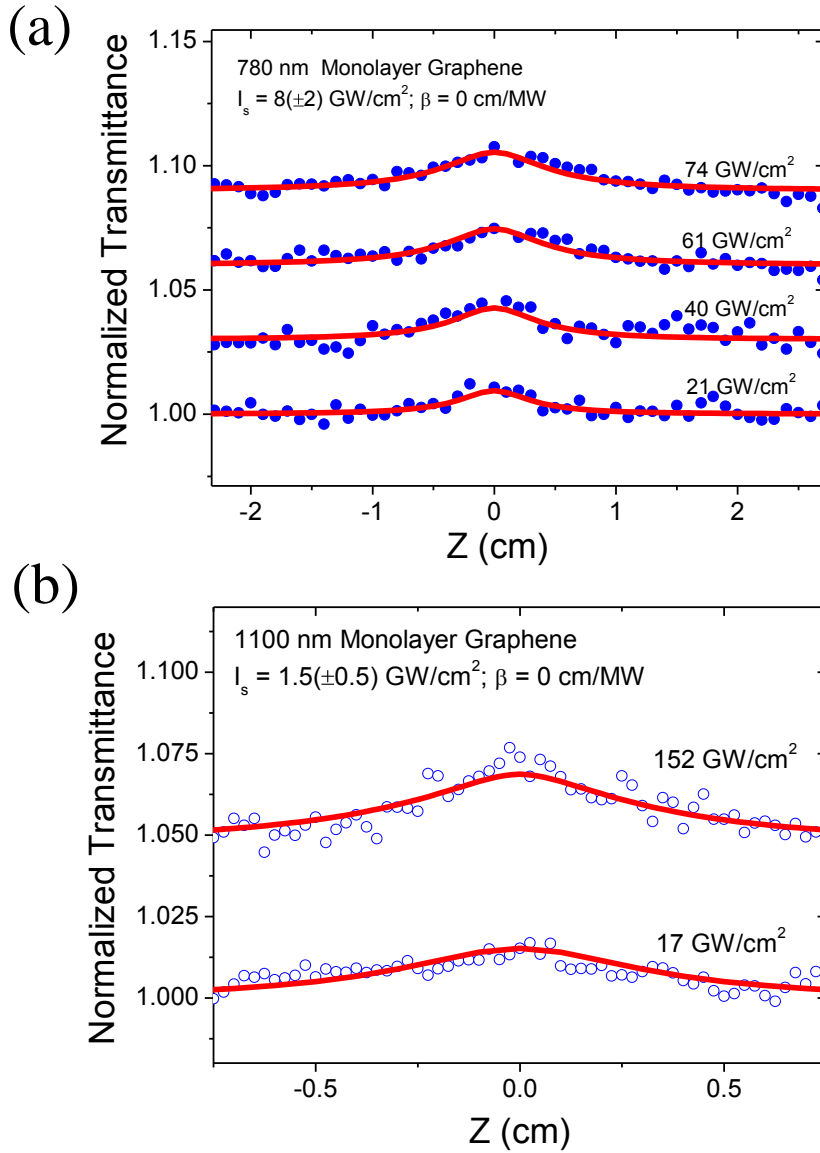 (a)
1.15
1.10
1.05
1.00
Normalized Transmittance
780 nm  Monolayer Graphene
I_s = 8(±2) GW/cm²; β = 0 cm/MW
74 GW/cm²
61 GW/cm²
40 GW/cm²
21 GW/cm²
-2 -1 0 1 2
Z (cm)
(b)
1.100
1.075
1.050
1.025
1.000
Normalized Transmittance
1100 nm Monolayer Graphene
I_s = 1.5(±0.5) GW/cm²; β = 0 cm/MW
152 GW/cm²
17 GW/cm²
-0.5 0.0 0.5
Z (cm)